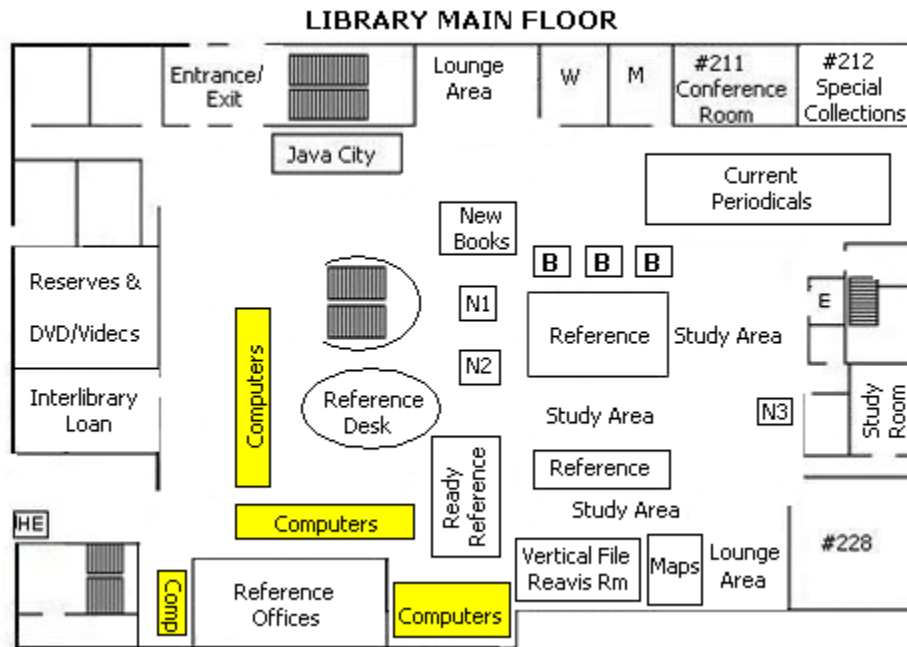 LIBRARY MAIN FLOOR
Entrance/
Exit
Lounge
Area
W
M
#211
Conference
Room
#212
Special
Collections
Java City
Current
Periodicals
New
Books
B
B
B
Reserves &
DVD/Videcs
N1
E
Reference
Study Area
N2
Interlibrary
Loan
Computers
Reference
Desk
Study Area
N3
Study
Room
Ready
Reference
Reference
Study Area
HE
Computers
Vertical File
Reavis Rm
Maps
Lounge
Area
#228
Comp
Reference
Offices
Computers